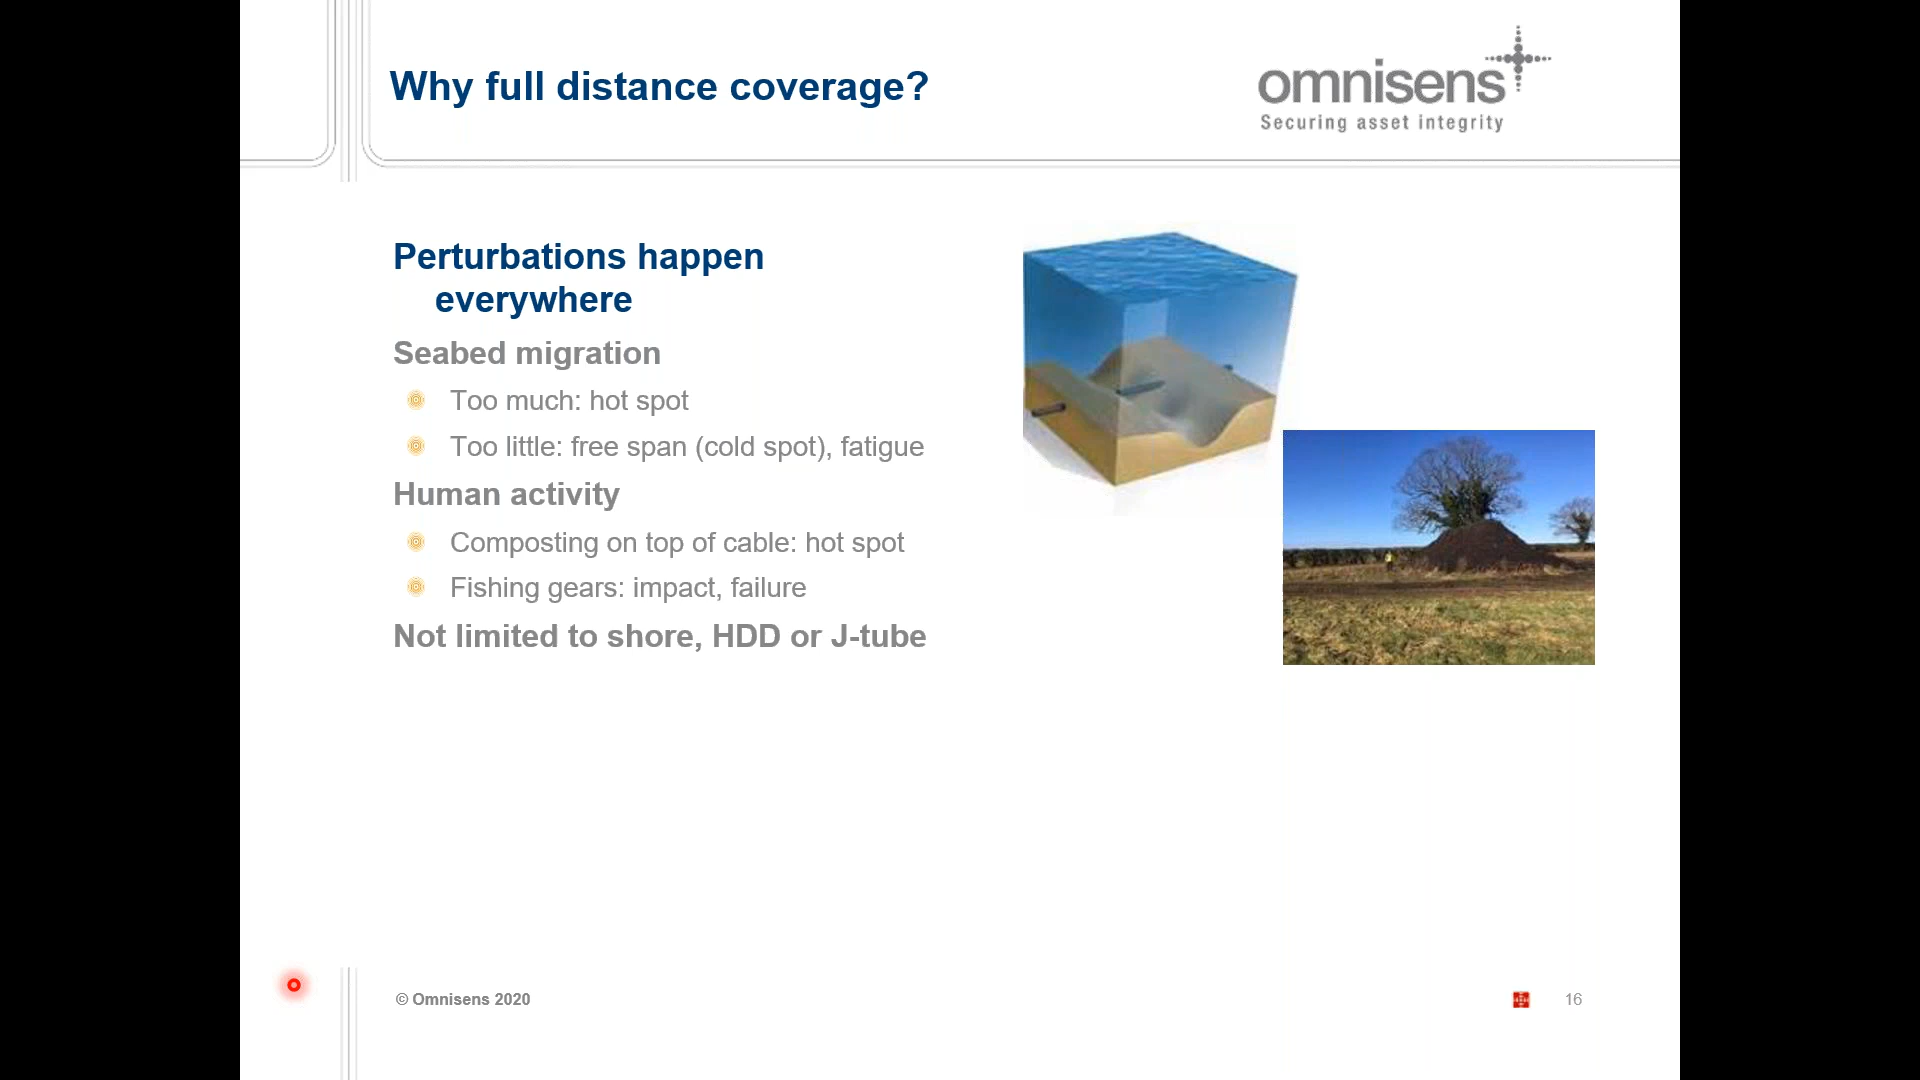 Why full distance coverage?
omnisens
Securing asset integrity
Perturbations happen
everywhere
Seabed migration
Too much: hot spot
Too little: free span (cold spot), fatigue
Human activity
Composting on top of cable: hot spot
Fishing gears: impact, failure
Not limited to shore, HDD or J-tube
© Omnisens 2020
16